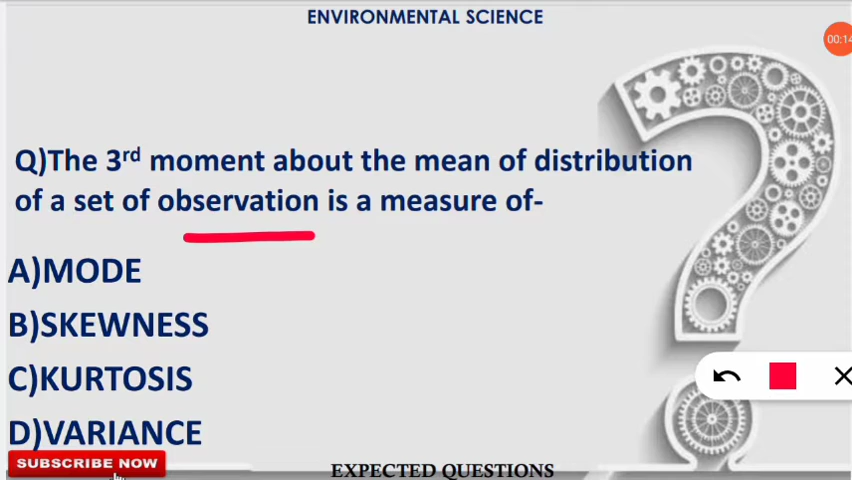 ENVIRONMENTAL SCIENCE
00:14
Q)The 3rd moment about the mean of distribution
of a set of observation is a measure of-
A)MODE
B)SKEWNESS
C)KURTOSIS
D)VARIANCE
SUBSCRIBE NOW
EXPECTED QUESTIONS